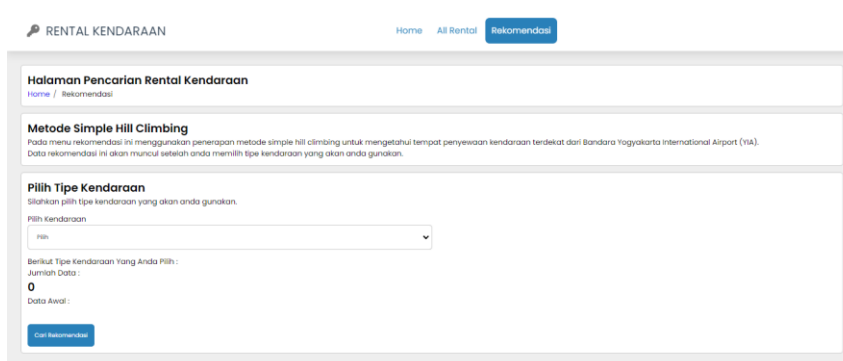 RENTAL KENDARAAN
Home All Rental Rekomendasi
Halaman Pencarian Rental Kendaraan
Home / Rekomendasi
Metode Simple Hill Climbing
Pada menu rekomendasi ini menggunakan penerapan metode simple hill climbing untuk mengetahui tempat penyewaan kendaraan terdekat dari Bandara Yogyakarta International Airport (YIA).
Data rekomendasi ini akan muncul setelah anda memilih tipe kendaraan yang akan anda gunakan.
Pilih Tipe Kendaraan
Silahkan pilih tipe kendaraan yang akan anda gunakan.
Pilih Kendaraan
Pilih
Berikut Tipe Kendaraan Yang Anda Pilih :
Jumlah Data :
0
Data Awal :
Cari Rekomendasi